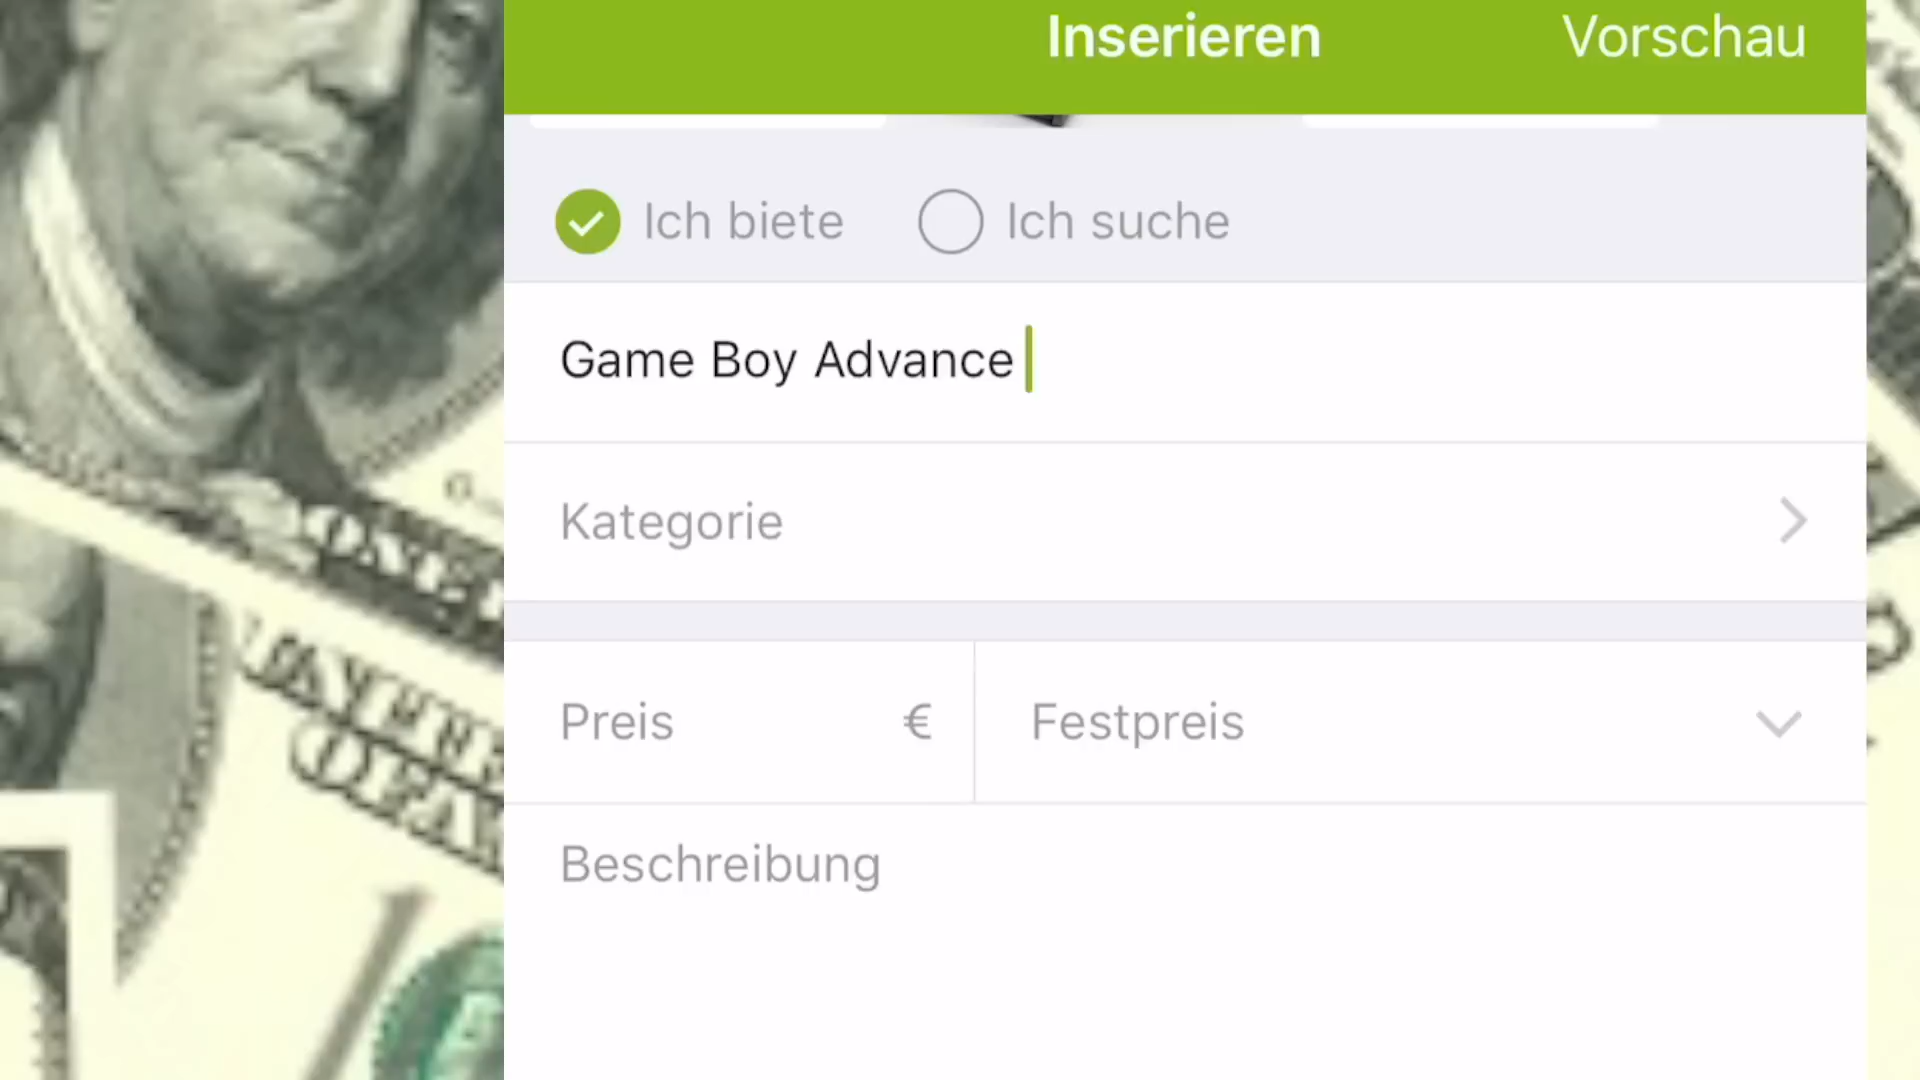 Inserieren
Vorschau
Ich biete
Ich suche
Game Boy Advance
Kategorie
Preis
€
Festpreis
Beschreibung